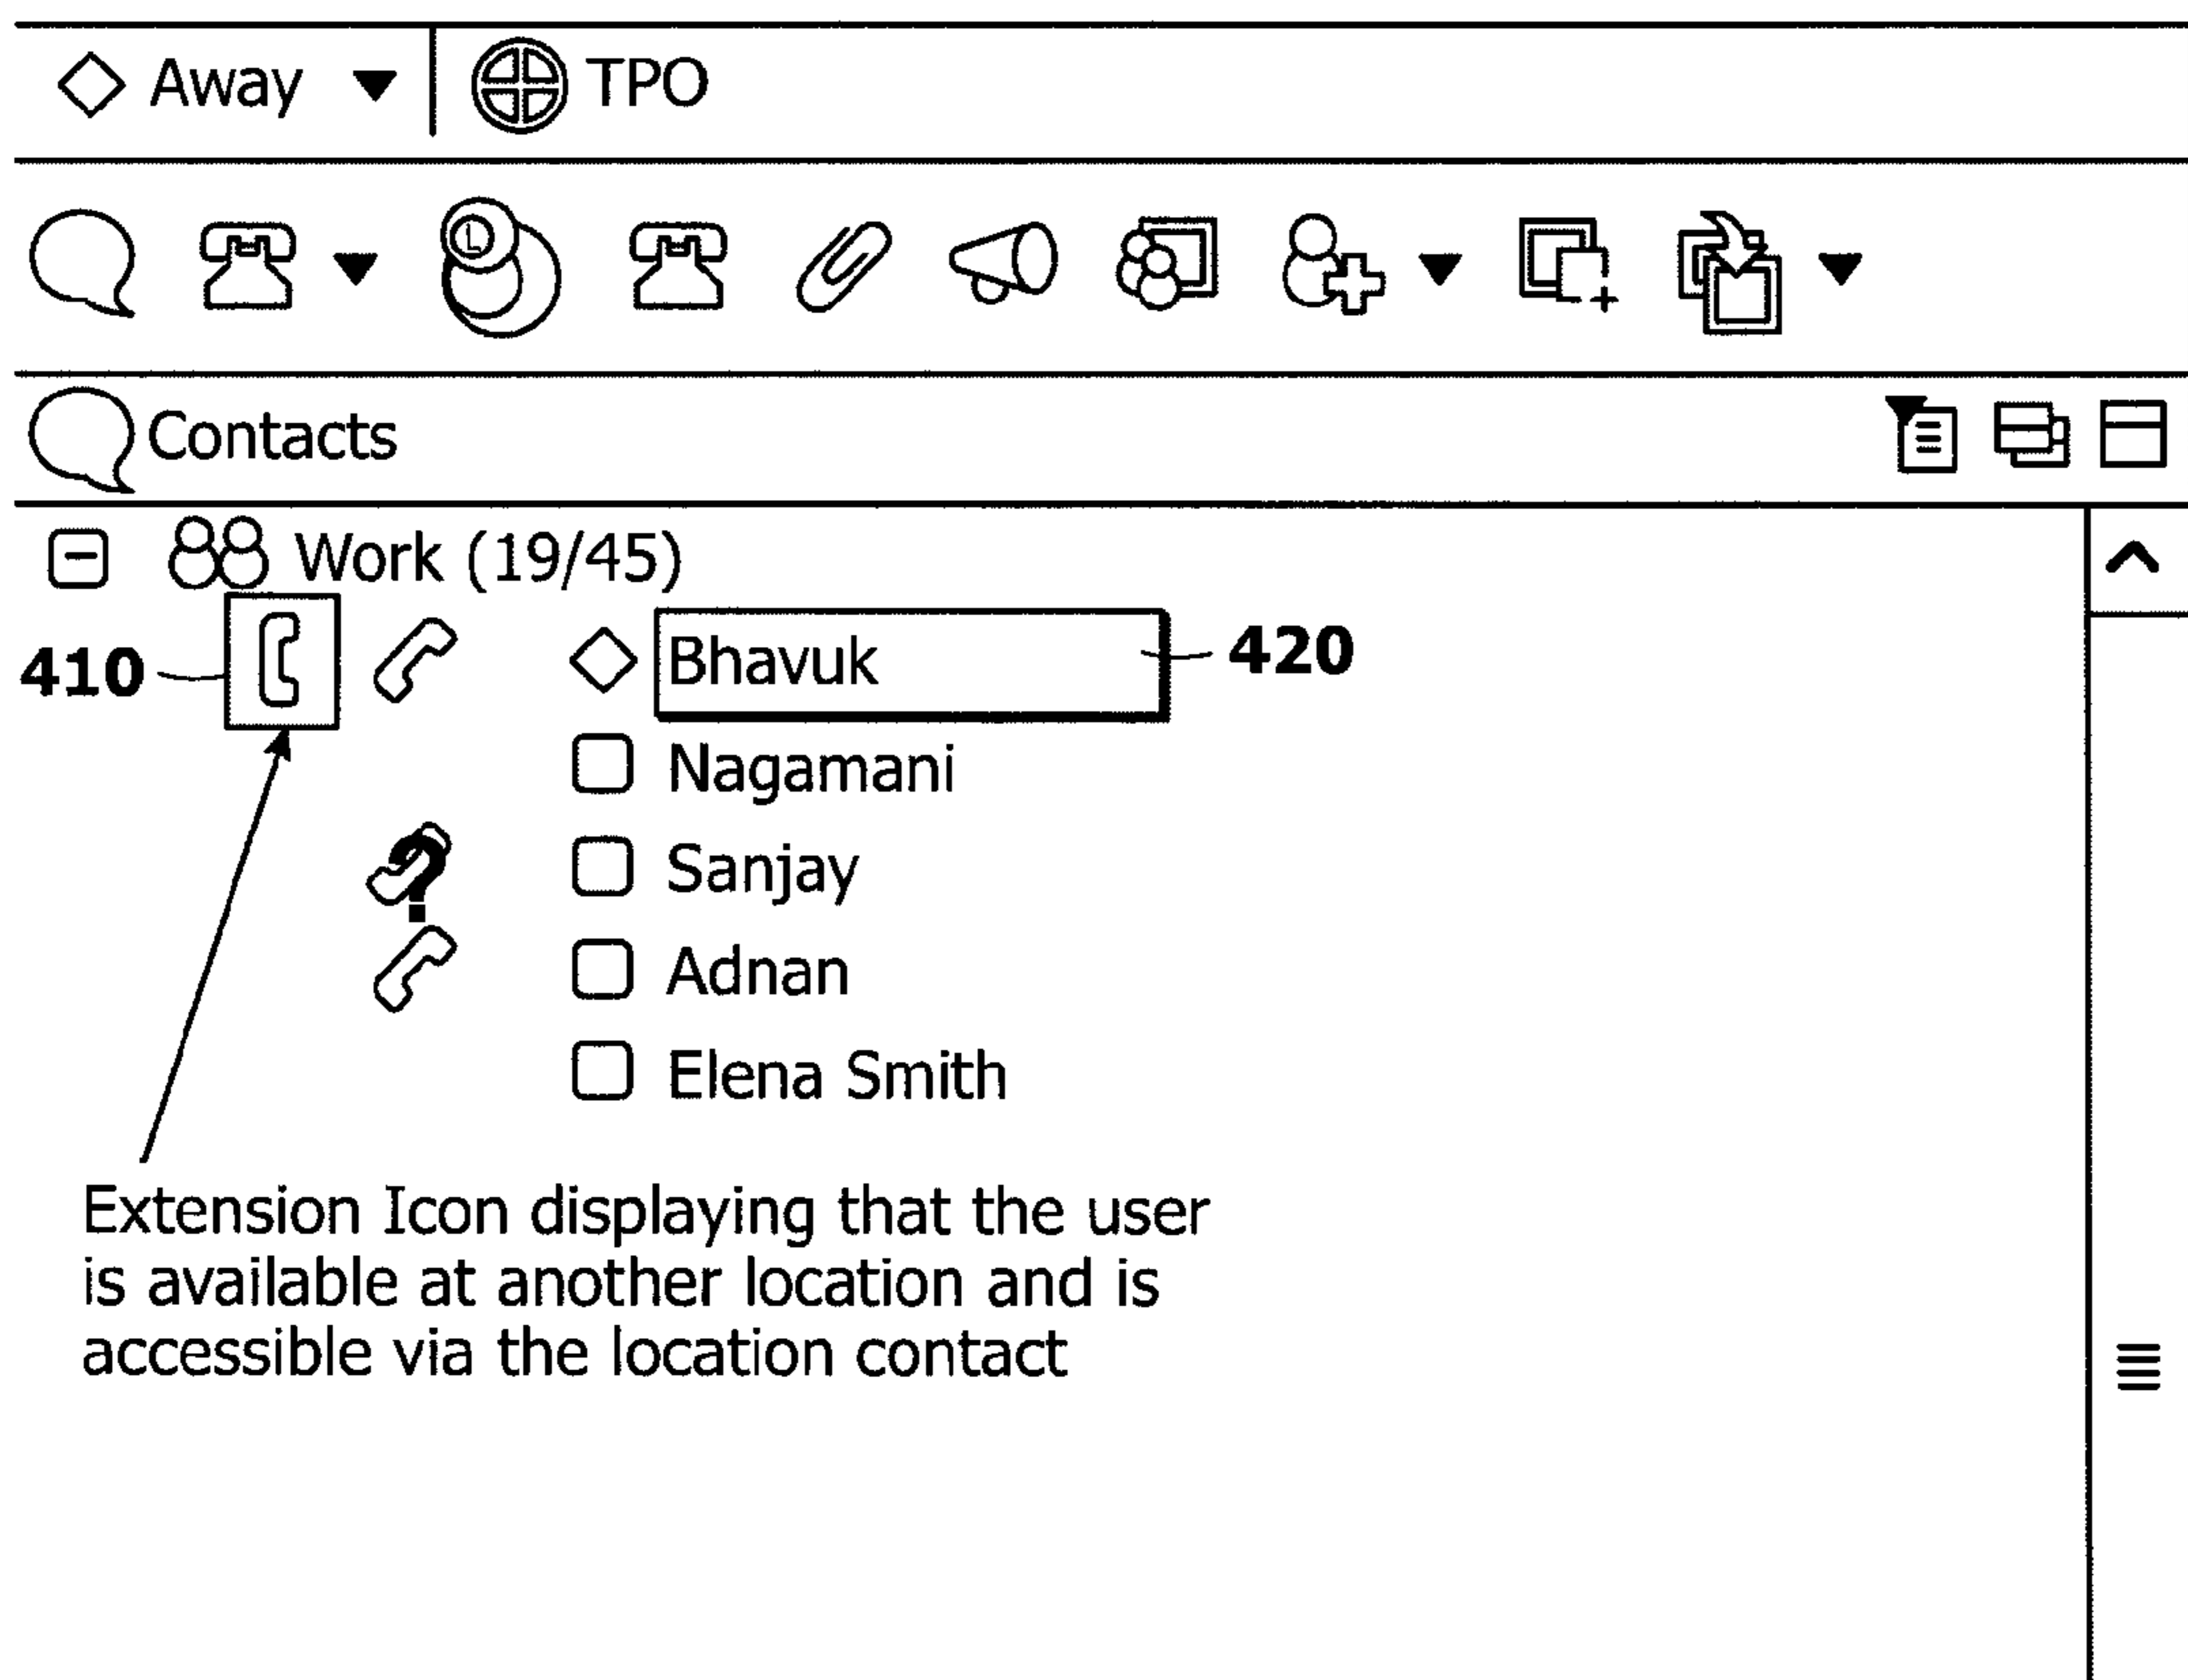 Away TPO
L
Contacts
Work (19/45)
410 Bhavuk 420
Nagamani
? Sanjay
Adnan
Elena Smith
Extension Icon displaying that the user
is available at another location and is
accessible via the location contact